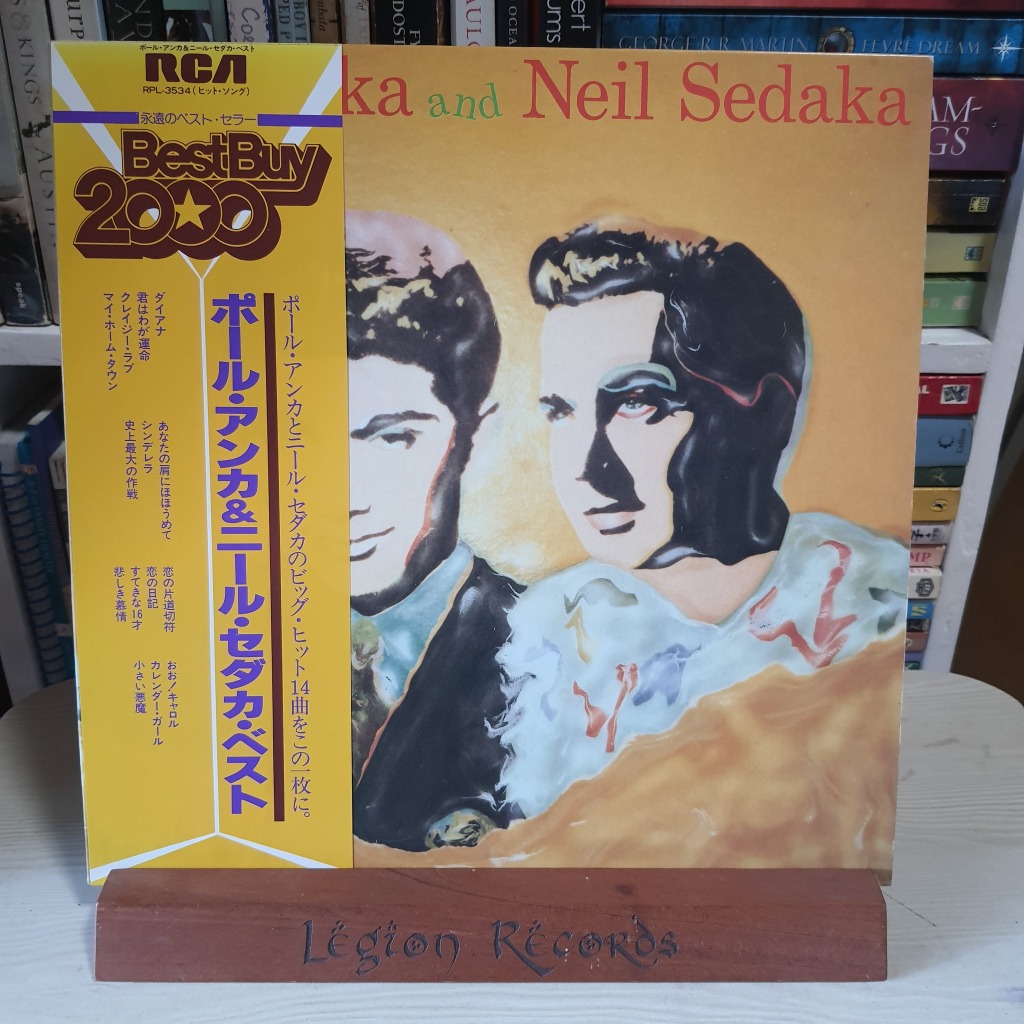 ポール・アンカ&ニール・セダカ・ベスト
RCA
RPL-3534(ヒット・ソング)
永遠のベスト・セラー
Best Buy
2000
ka and Neil Sedaka
ポール・アンカとニール・セダカのビッグ・ヒット14曲をこの一枚に。
ポール・アンカ&ニール・セダカ・ベスト
ダイアナ
君はわが運命
クレイジー・ラブ
マイ・ホーム・タウン
あなたの肩にほほうめて
シンデレラ
史上最大の作戦
恋の片道切符
恋の日記
すてきな16才
悲しき慕情
おお!キャロル
カレンダー・ガール
小さい悪魔
Legion Records
GEORGE R.R. MARTIN
FEVRE DREAM